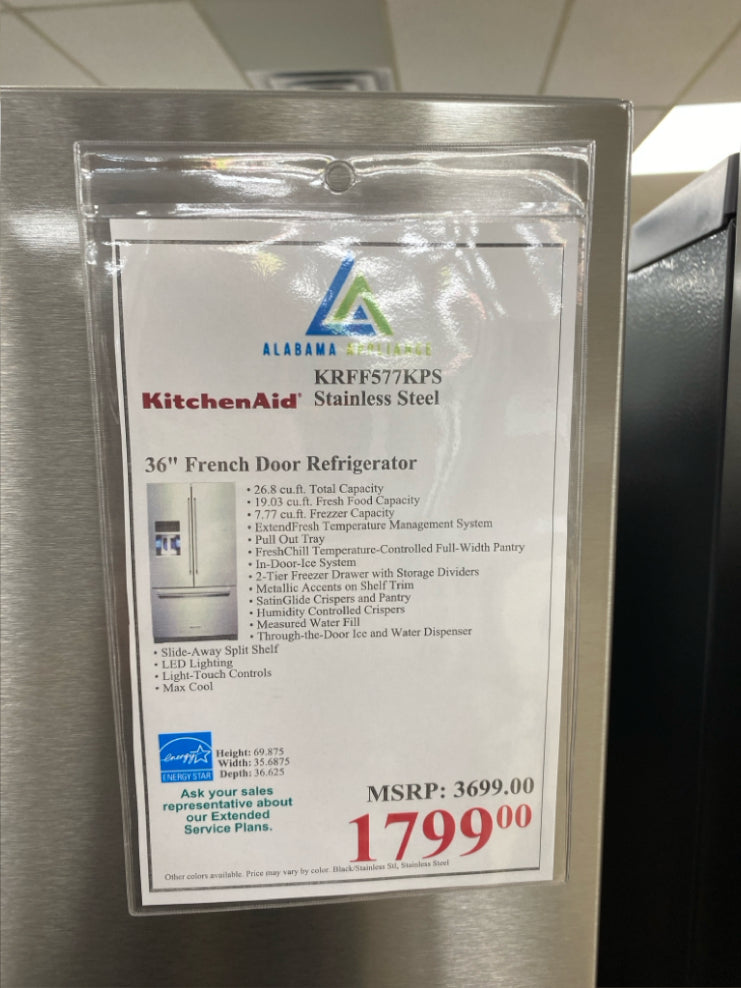 ALABAMA APPLIANCE
KRFF577KPS
KitchenAid® Stainless Steel
36" French Door Refrigerator
• 26.8 cu.ft. Total Capacity
• 19.03 cu.ft. Fresh Food Capacity
• 7.77 cu.ft. Frezzer Capacity
• ExtendFresh Temperature Management System
• Pull Out Tray
• FreshChill Temperature-Controlled Full-Width Pantry
• In-Door-Ice System
• 2-Tier Freezer Drawer with Storage Dividers
• Metallic Accents on Shelf Trim
• SatinGlide Crispers and Pantry
• Humidity Controlled Crispers
• Measured Water Fill
• Through-the-Door Ice and Water Dispenser
• Slide-Away Split Shelf
• LED Lighting
• Light-Touch Controls
• Max Cool
energy
ENERGY STAR
Height: 69.875
Width: 35.6875
Depth: 36.625
Ask your sales
representative about
our Extended
Service Plans.
MSRP: 3699.00
179900
Other colors available. Price may vary by color. Black/Stainless Stl, Stainless Steel